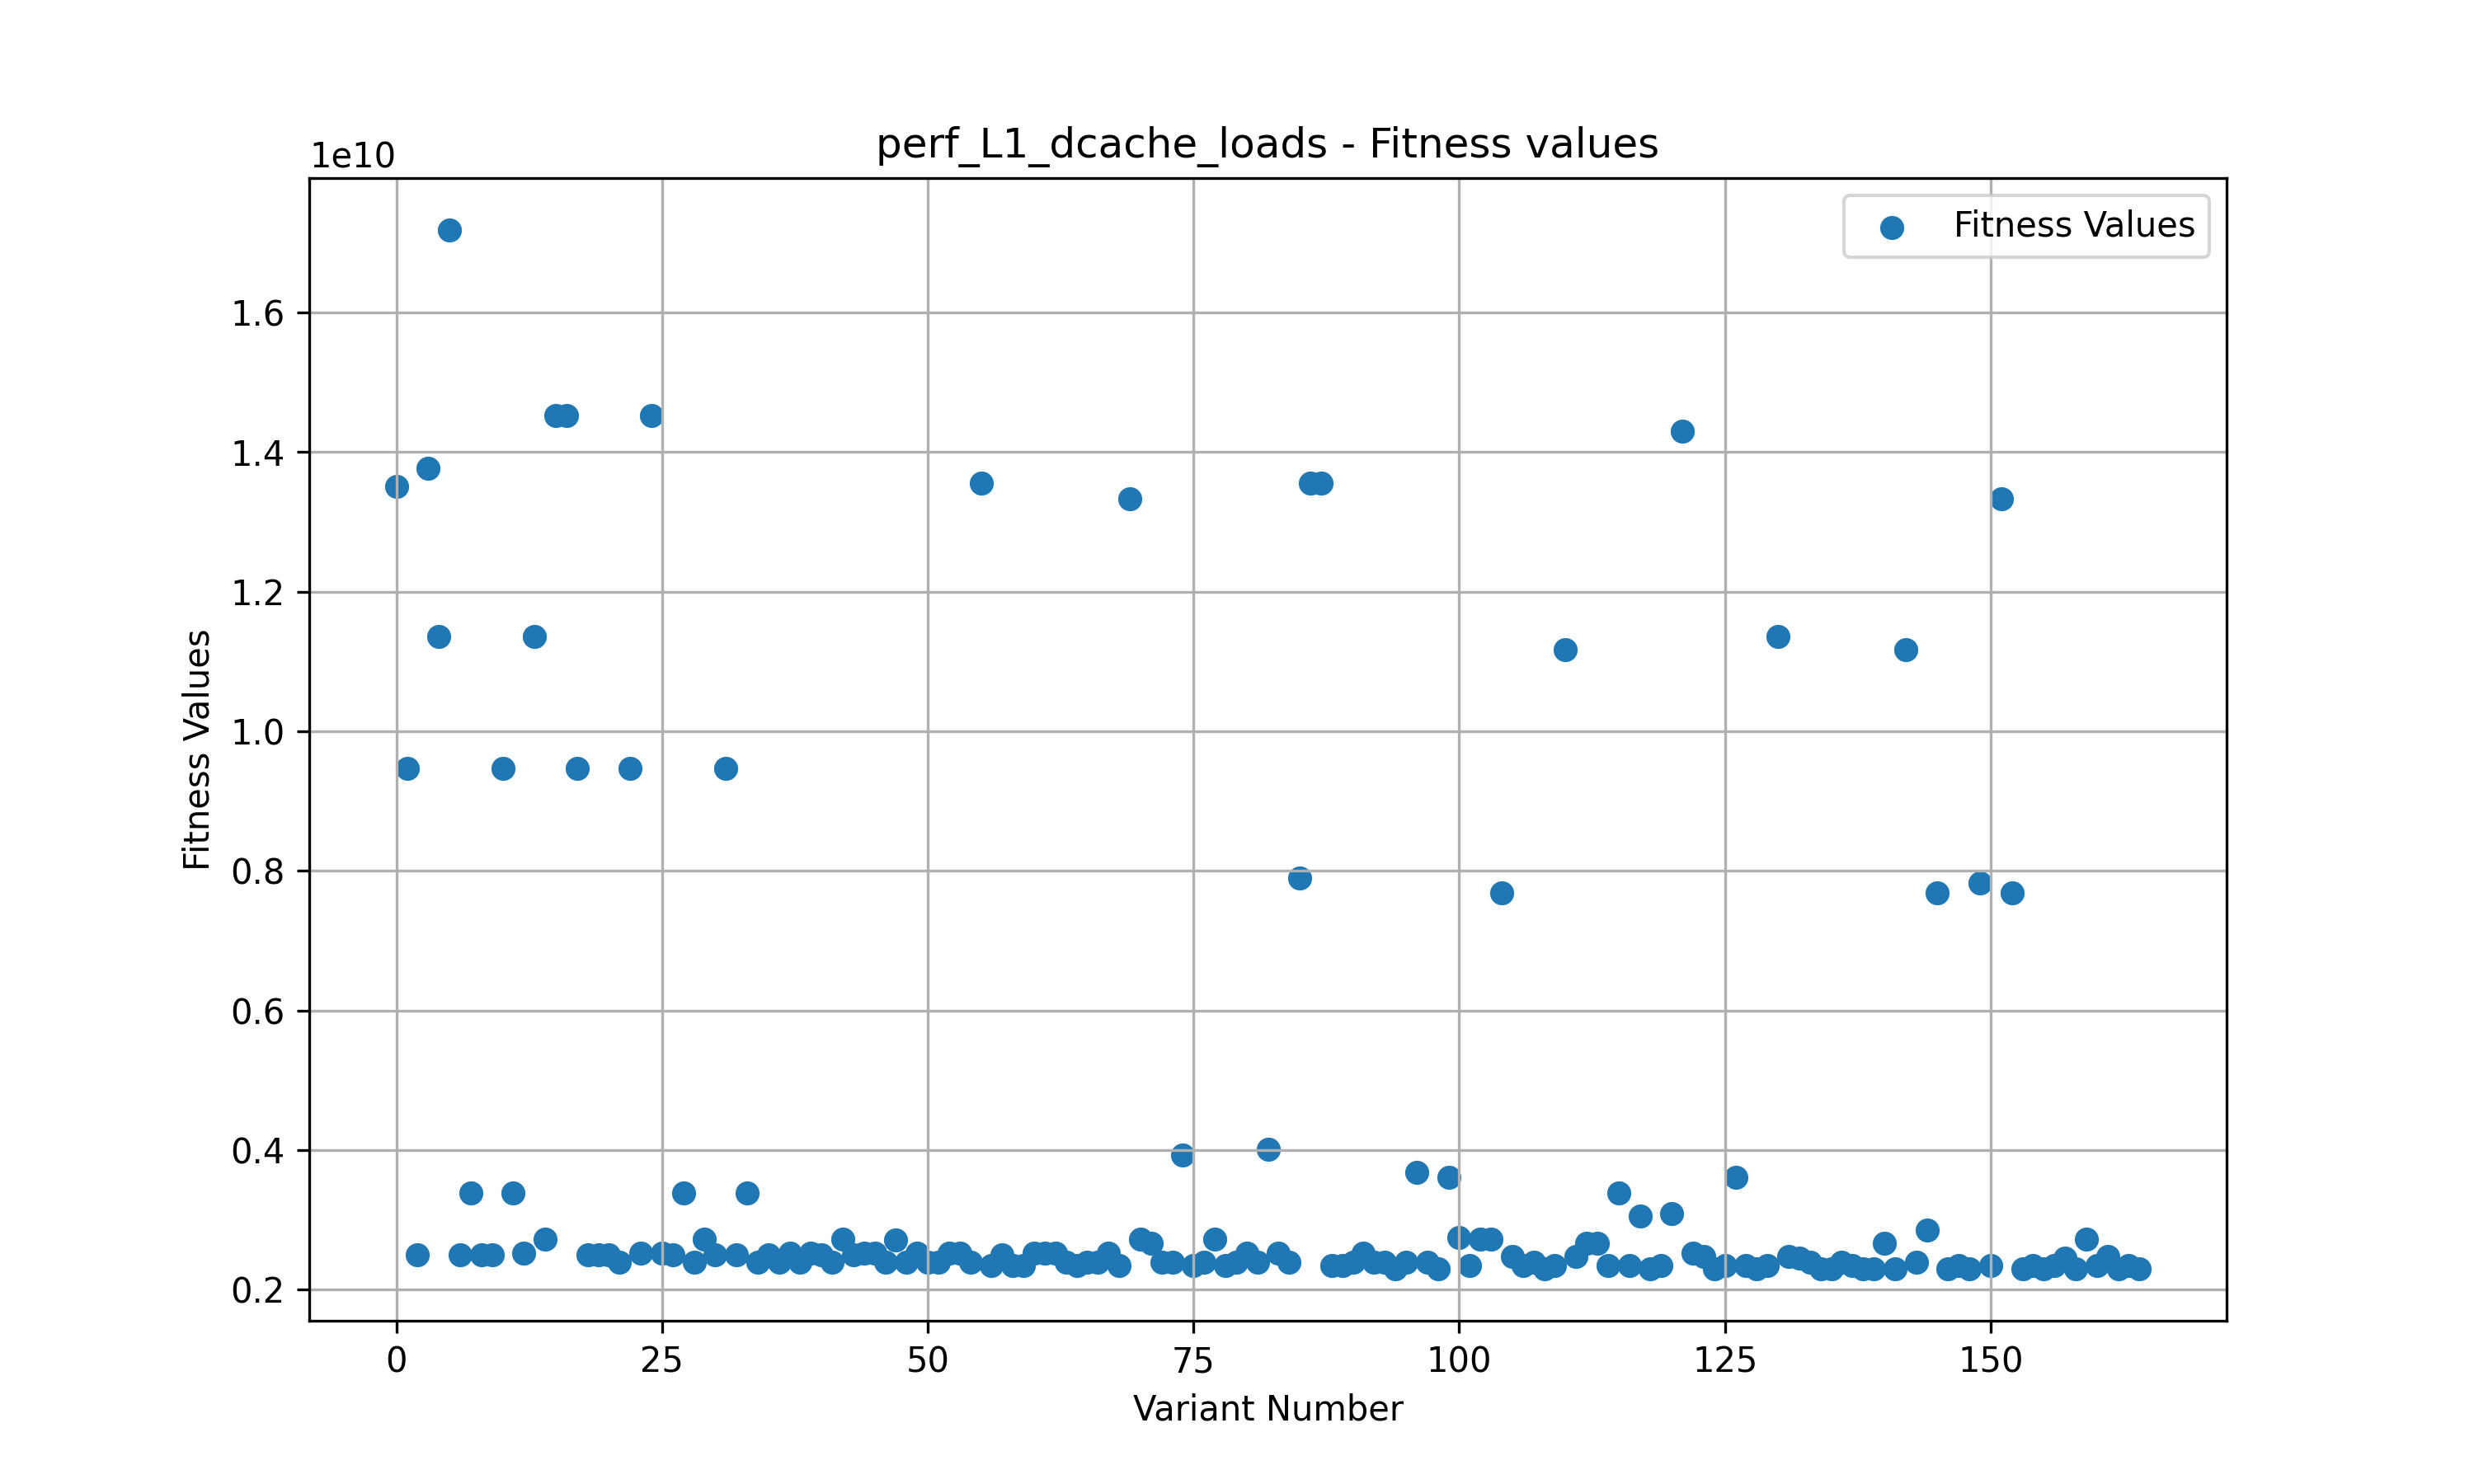 perf_L1_dcache_loads - Fitness values
1e10
Fitness Values
1.6
1.4
1.2
1.0
0.8
0.6
0.4
0.2
Fitness Values
0 25 50 75 100 125 150
Variant Number